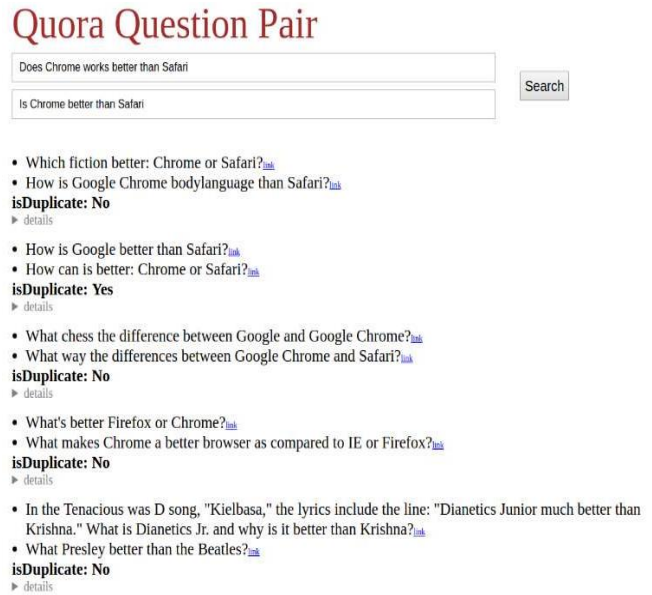 Quora Question Pair
Does Chrome works better than Safari
Search
Is Chrome better than Safari
• Which fiction better: Chrome or Safari?link
• How is Google Chrome bodylanguage than Safari?link
isDuplicate: No
▶ details
• How is Google better than Safari?link
• How can is better: Chrome or Safari?link
isDuplicate: Yes
▶ details
• What chess the difference between Google and Google Chrome?link
• What way the differences between Google Chrome and Safari?link
isDuplicate: No
▶ details
• What's better Firefox or Chrome?link
• What makes Chrome a better browser as compared to IE or Firefox?link
isDuplicate: No
▶ details
• In the Tenacious was D song, "Kielbasa," the lyrics include the line: "Dianetics Junior much better than
Krishna." What is Dianetics Jr. and why is it better than Krishna?link
• What Presley better than the Beatles?link
isDuplicate: No
▶ details